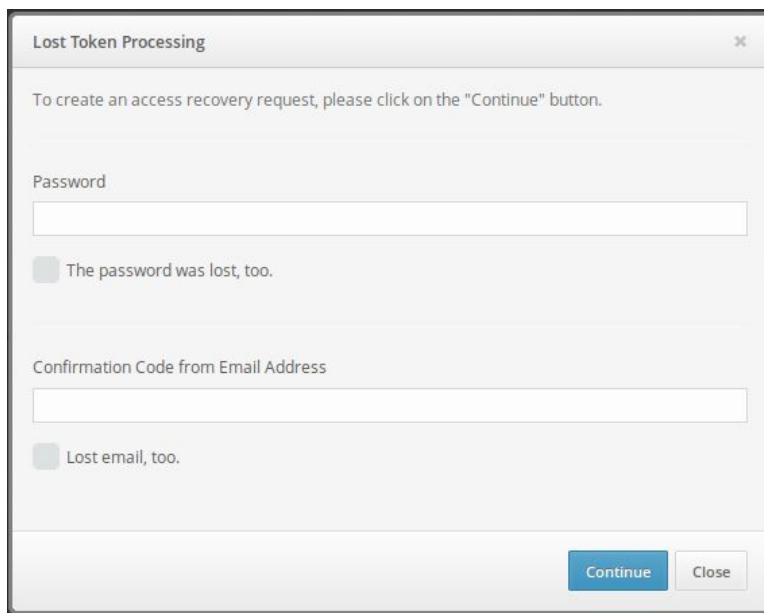 Lost Token Processing
To create an access recovery request, please click on the "Continue" button.
Password
The password was lost, too.
Confirmation Code from Email Address
Lost email, too.
Continue Close